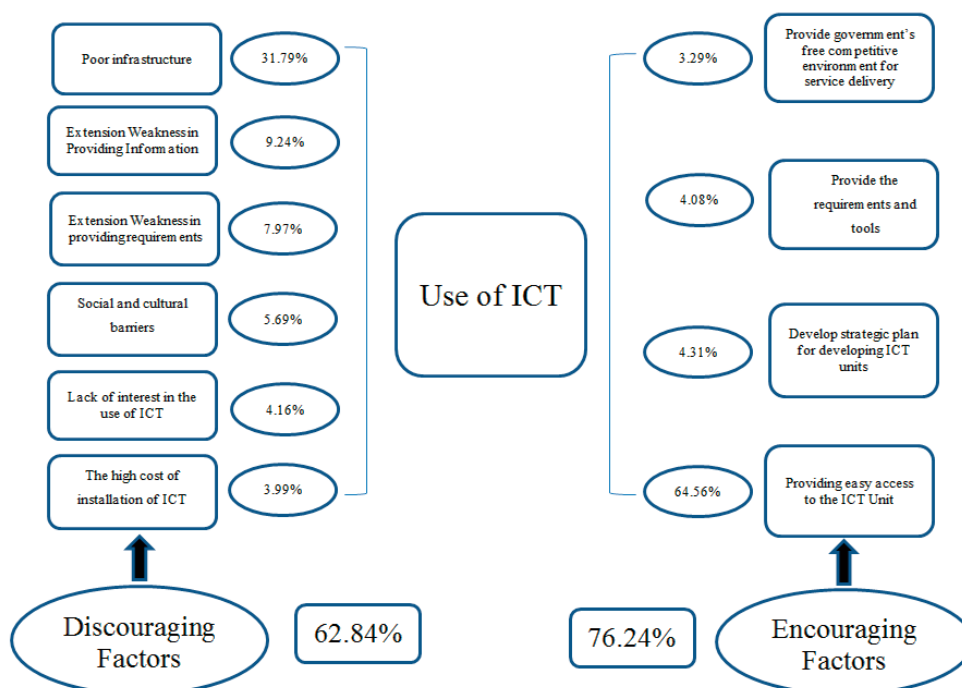 Poor infrastructure
31.79%
Extension Weakness in
Providing Information
9.24%
Extension Weakness in
providing requirements
7.97%
Social and cultural
barriers
5.69%
Lack of interest in the
use of ICT
4.16%
The high cost of
installation of ICT
3.99%
Discouraging
Factors
62.84%
Use of ICT
3.29%
Provide government's
free competitive
environment for
service delivery
4.08%
Provide the
requirements and
tools
4.31%
Develop strategic plan
for developing ICT
units
64.56%
Providing easy access
to the ICT Unit
76.24%
Encouraging
Factors